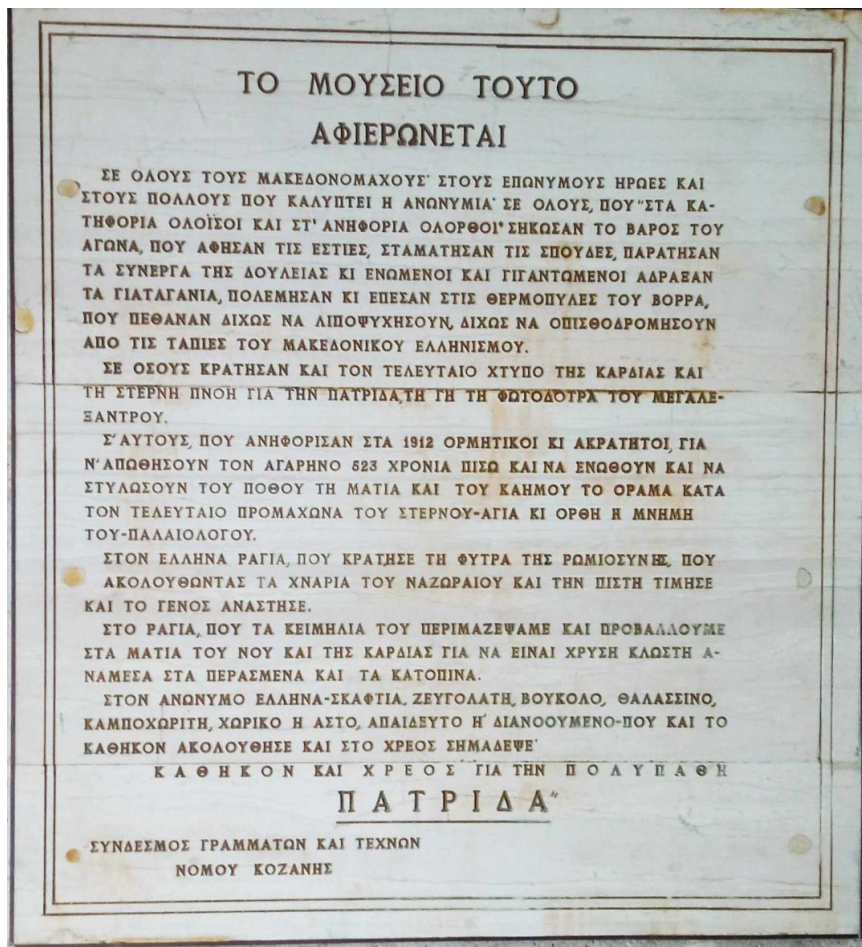 ΤΟ ΜΟΥΣΕΙΟ ΤΟΥΤΟ
ΑΦΙΕΡΩΝΕΤΑΙ
ΣΕ ΟΛΟΥΣ ΤΟΥΣ ΜΑΚΕΔΟΝΟΜΑΧΟΥΣ· ΣΤΟΥΣ ΕΠΩΝΥΜΟΥΣ ΗΡΩΕΣ ΚΑΙ
ΣΤΟΥΣ ΠΟΛΛΟΥΣ ΠΟΥ ΚΑΛΥΠΤΕΙ Η ΑΝΩΝΥΜΙΑ· ΣΕ ΟΛΟΥΣ, ΠΟΥ "ΣΤΑ ΚΑ-
ΤΗΦΟΡΙΑ ΟΛΟΪΣΟΙ ΚΑΙ ΣΤ' ΑΝΗΦΟΡΙΑ ΟΛΟΡΘΟΙ" ΣΗΚΩΣΑΝ ΤΟ ΒΑΡΟΣ ΤΟΥ
ΑΓΩΝΑ, ΠΟΥ ΑΦΗΣΑΝ ΤΙΣ ΕΣΤΙΕΣ, ΣΤΑΜΑΤΗΣΑΝ ΤΙΣ ΣΠΟΥΔΕΣ, ΠΑΡΑΤΗΣΑΝ
ΤΑ ΣΥΝΕΡΓΑ ΤΗΣ ΔΟΥΛΕΙΑΣ ΚΙ ΕΝΩΜΕΝΟΙ ΚΑΙ ΓΙΓΑΝΤΩΜΕΝΟΙ ΑΔΡΑΞΑΝ
ΤΑ ΓΙΑΤΑΓΑΝΙΑ, ΠΟΛΕΜΗΣΑΝ ΚΙ ΕΠΕΣΑΝ ΣΤΙΣ ΘΕΡΜΟΠΥΛΕΣ ΤΟΥ ΒΟΡΡΑ,
ΠΟΥ ΠΕΘΑΝΑΝ ΔΙΧΩΣ ΝΑ ΛΙΠΟΨΥΧΗΣΟΥΝ, ΔΙΧΩΣ ΝΑ ΟΠΙΣΘΟΔΡΟΜΗΣΟΥΝ
ΑΠΟ ΤΙΣ ΤΑΠΙΕΣ ΤΟΥ ΜΑΚΕΔΟΝΙΚΟΥ ΕΛΛΗΝΙΣΜΟΥ.
ΣΕ ΟΣΟΥΣ ΚΡΑΤΗΣΑΝ ΚΑΙ ΤΟΝ ΤΕΛΕΥΤΑΙΟ ΧΤΥΠΟ ΤΗΣ ΚΑΡΔΙΑΣ ΚΑΙ
ΤΗ ΣΤΕΡΝΗ ΠΝΟΗ ΓΙΑ ΤΗΝ ΠΑΤΡΙΔΑ, ΤΗ ΓΗ ΤΗ ΦΩΤΟΔΟΤΡΑ ΤΟΥ ΜΕΓΑΛΕ-
ΞΑΝΤΡΟΥ.
Σ' ΑΥΤΟΥΣ, ΠΟΥ ΑΝΗΦΟΡΙΣΑΝ ΣΤΑ 1912 ΟΡΜΗΤΙΚΟΙ ΚΙ ΑΚΡΑΤΗΤΟΙ, ΓΙΑ
Ν' ΑΠΩΘΗΣΟΥΝ ΤΟΝ ΑΓΑΡΗΝΟ 523 ΧΡΟΝΙΑ ΠΙΣΩ ΚΑΙ ΝΑ ΕΝΩΘΟΥΝ ΚΑΙ ΝΑ
ΣΤΥΛΩΣΟΥΝ ΤΟΥ ΠΟΘΟΥ ΤΗ ΜΑΤΙΑ ΚΑΙ ΤΟΥ ΚΑΗΜΟΥ ΤΟ ΟΡΑΜΑ ΚΑΤΑ
ΤΟΝ ΤΕΛΕΥΤΑΙΟ ΠΡΟΜΑΧΩΝΑ ΤΟΥ ΣΤΕΡΝΟΥ-ΑΓΙΑ ΚΙ ΟΡΘΗ Η ΜΝΗΜΗ
ΤΟΥ-ΠΑΛΑΙΟΛΟΓΟΥ.
ΣΤΟΝ ΕΛΛΗΝΑ ΡΑΓΙΑ, ΠΟΥ ΚΡΑΤΗΣΕ ΤΗ ΦΥΤΡΑ ΤΗΣ ΡΩΜΙΟΣΥΝΗΣ, ΠΟΥ
ΑΚΟΛΟΥΘΩΝΤΑΣ ΤΑ ΧΝΑΡΙΑ ΤΟΥ ΝΑΖΩΡΑΙΟΥ ΚΑΙ ΤΗΝ ΠΙΣΤΗ ΤΙΜΗΣΕ
ΚΑΙ ΤΟ ΓΕΝΟΣ ΑΝΑΣΤΗΣΕ.
ΣΤΟ ΡΑΓΙΑ, ΠΟΥ ΤΑ ΚΕΙΜΗΛΙΑ ΤΟΥ ΠΕΡΙΜΑΖΕΨΑΜΕ ΚΑΙ ΠΡΟΒΑΛΛΟΥΜΕ
ΣΤΑ ΜΑΤΙΑ ΤΟΥ ΝΟΥ ΚΑΙ ΤΗΣ ΚΑΡΔΙΑΣ ΓΙΑ ΝΑ ΕΙΝΑΙ ΧΡΥΣΗ ΚΛΩΣΤΗ Α-
ΝΑΜΕΣΑ ΣΤΑ ΠΕΡΑΣΜΕΝΑ ΚΑΙ ΤΑ ΚΑΤΟΠΙΝΑ.
ΣΤΟΝ ΑΝΩΝΥΜΟ ΕΛΛΗΝΑ-ΣΚΑΦΤΙΑ, ΖΕΥΓΟΛΑΤΗ, ΒΟΥΚΟΛΟ, ΘΑΛΑΣΣΙΝΟ,
ΚΑΜΠΟΧΩΡΙΤΗ, ΧΩΡΙΚΟ Η ΑΣΤΟ, ΑΠΑΙΔΕΥΤΟ Η' ΔΙΑΝΟΟΥΜΕΝΟ-ΠΟΥ ΚΑΙ ΤΟ
ΚΑΘΗΚΟΝ ΑΚΟΛΟΥΘΗΣΕ ΚΑΙ ΣΤΟ ΧΡΕΟΣ ΣΗΜΑΔΕΨΕ·
ΚΑΘΗΚΟΝ ΚΑΙ ΧΡΕΟΣ ΓΙΑ ΤΗΝ ΠΟΛΥΠΑΘΗ
ΠΑΤΡΙΔΑ"
ΣΥΝΔΕΣΜΟΣ ΓΡΑΜΜΑΤΩΝ ΚΑΙ ΤΕΧΝΩΝ
ΝΟΜΟΥ ΚΟΖΑΝΗΣ